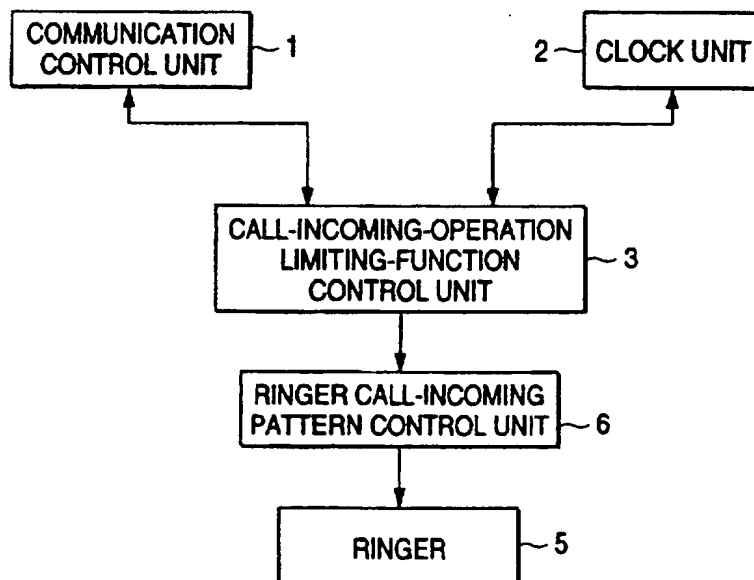 COMMUNICATION
CONTROL UNIT
1
2
CLOCK UNIT
CALL-INCOMING-OPERATION
LIMITING-FUNCTION
CONTROL UNIT
3
RINGER CALL-INCOMING
PATTERN CONTROL UNIT
6
RINGER
5